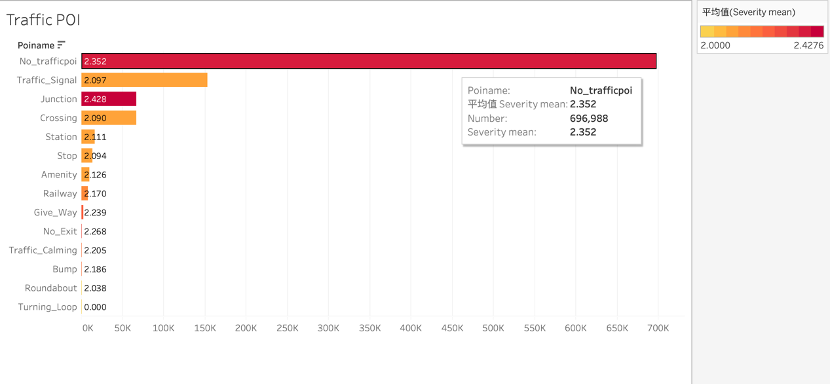 Traffic POI
平均值(Severity mean)
2.0000 2.4276
Poiname
No_trafficpoi 2.352
Traffic_Signal 2.097
Junction 2.428
Crossing 2.090
Station 2.111
Stop 2.094
Amenity 2.126
Railway 2.170
Give_Way 2.239
No_Exit 2.268
Traffic_Calming 2.205
Bump 2.186
Roundabout 2.038
Turning_Loop 0.000
0K 50K 100K 150K 200K 250K 300K 350K 400K 450K 500K 550K 600K 650K 700K
Poiname: No_trafficpoi
平均值 Severity mean: 2.352
Number: 696,988
Severity mean: 2.352